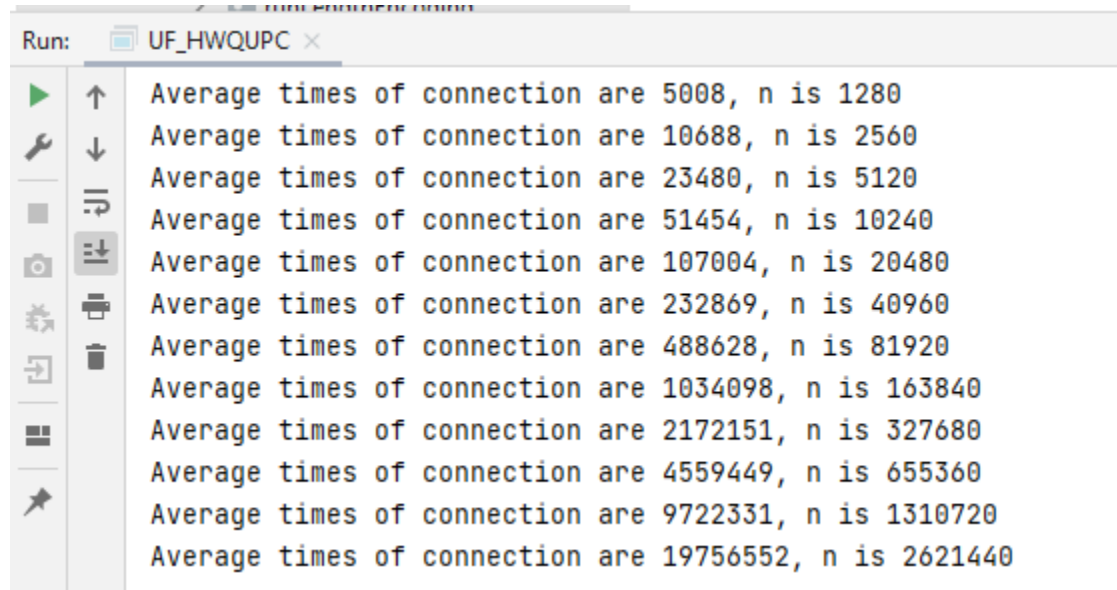 runLengthEncoding
Run: UF_HWQUPC
Average times of connection are 5008, n is 1280
Average times of connection are 10688, n is 2560
Average times of connection are 23480, n is 5120
Average times of connection are 51454, n is 10240
Average times of connection are 107004, n is 20480
Average times of connection are 232869, n is 40960
Average times of connection are 488628, n is 81920
Average times of connection are 1034098, n is 163840
Average times of connection are 2172151, n is 327680
Average times of connection are 4559449, n is 655360
Average times of connection are 9722331, n is 1310720
Average times of connection are 19756552, n is 2621440